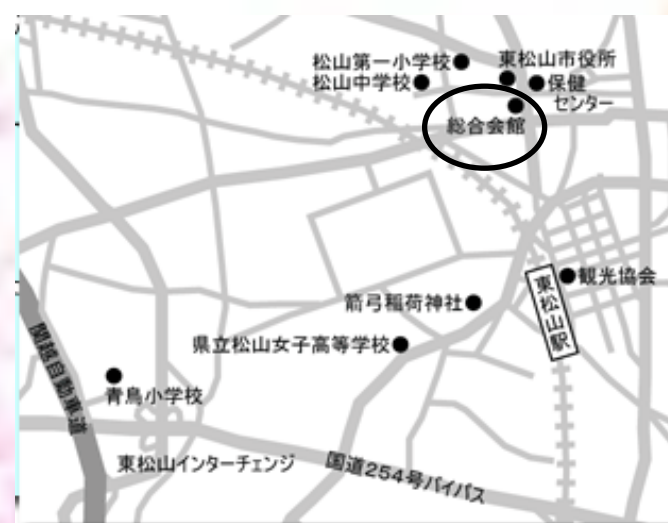 松山第一小学校
東松山市役所
松山中学校
保健
センター
総合会館
観光協会
東松山駅
箭弓稲荷神社
県立松山女子高等学校
関越自動車道
青鳥小学校
東松山インターチェンジ
国道254号バイパス